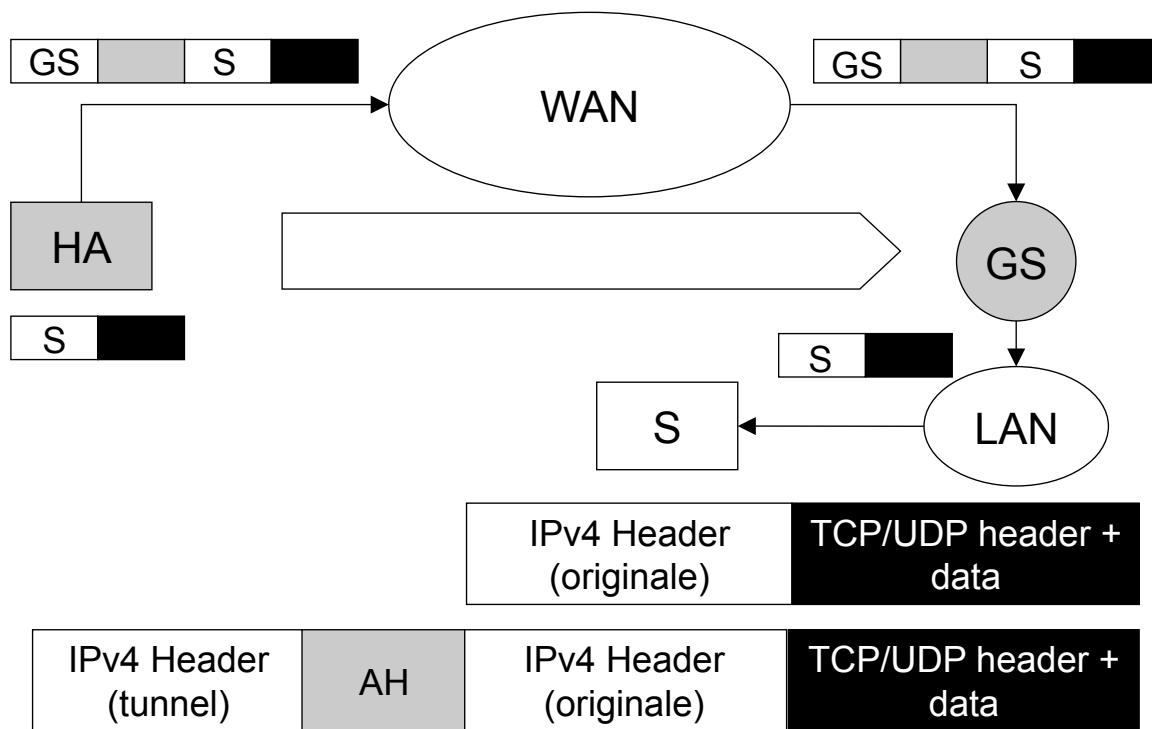 GS S
WAN
GS S
HA
GS
S
S
S
LAN
IPv4 Header
(originale)
TCP/UDP header +
data
IPv4 Header
(tunnel)
AH
IPv4 Header
(originale)
TCP/UDP header +
data